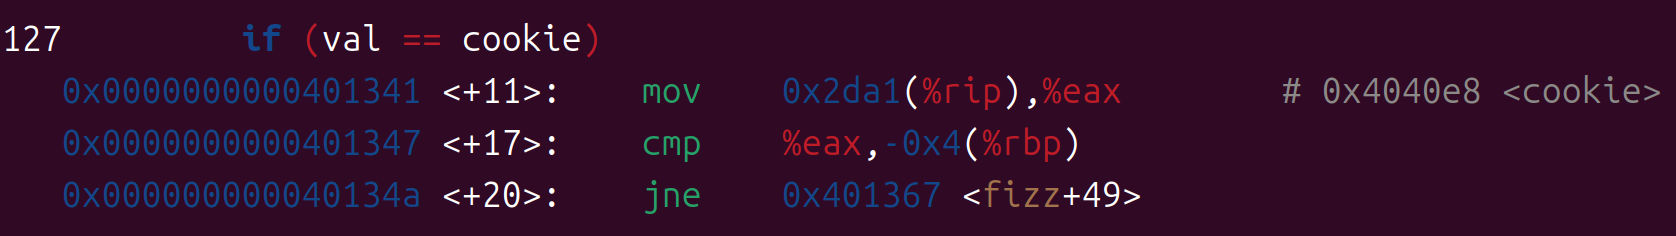 127 if (val == cookie)
0x0000000000401341 <+11>: mov 0x2da1(%rip),%eax # 0x4040e8 <cookie>
0x0000000000401347 <+17>: cmp %eax,-0x4(%rbp)
0x000000000040134a <+20>: jne 0x401367 <fizz+49>